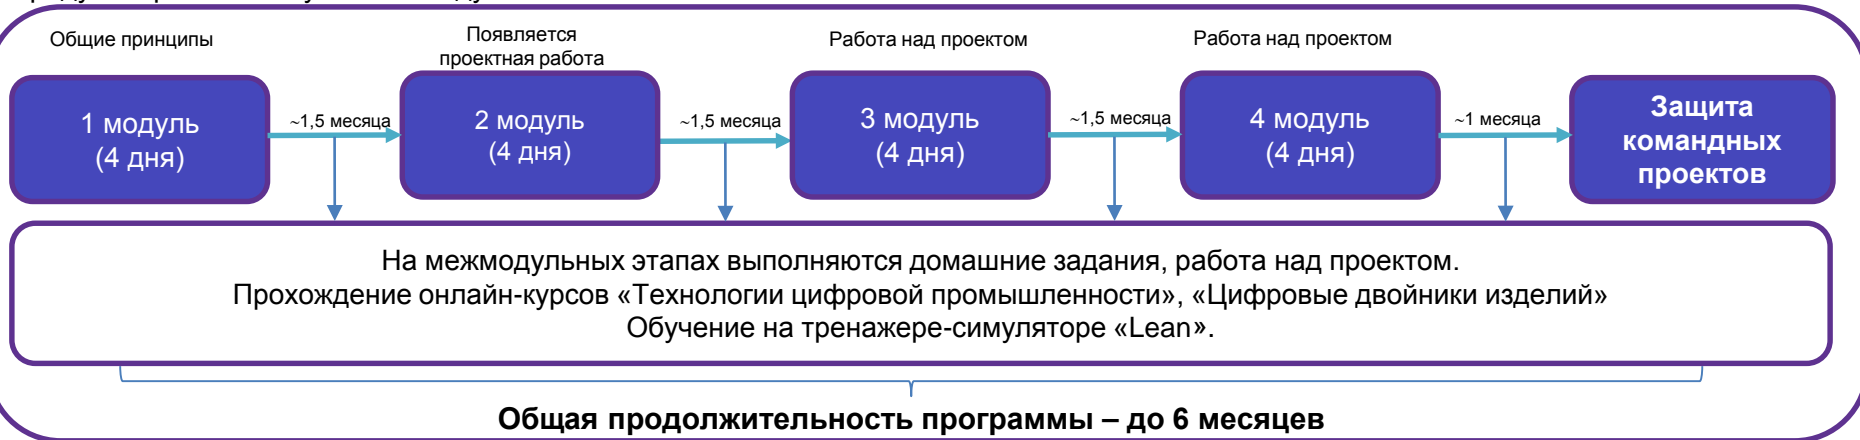 Общие принципы
Появляется
проектная работа
Работа над проектом
Работа над проектом
1 модуль
(4 дня)
~1,5 месяца
2 модуль
(4 дня)
~1,5 месяца
3 модуль
(4 дня)
~1,5 месяца
4 модуль
(4 дня)
~1 месяца
Защита
командных
проектов
На межмодульных этапах выполняются домашние задания, работа над проектом.
Прохождение онлайн-курсов «Технологии цифровой промышленности», «Цифровые двойники изделий»
Обучение на тренажере-симуляторе «Lean».
Общая продолжительность программы – до 6 месяцев